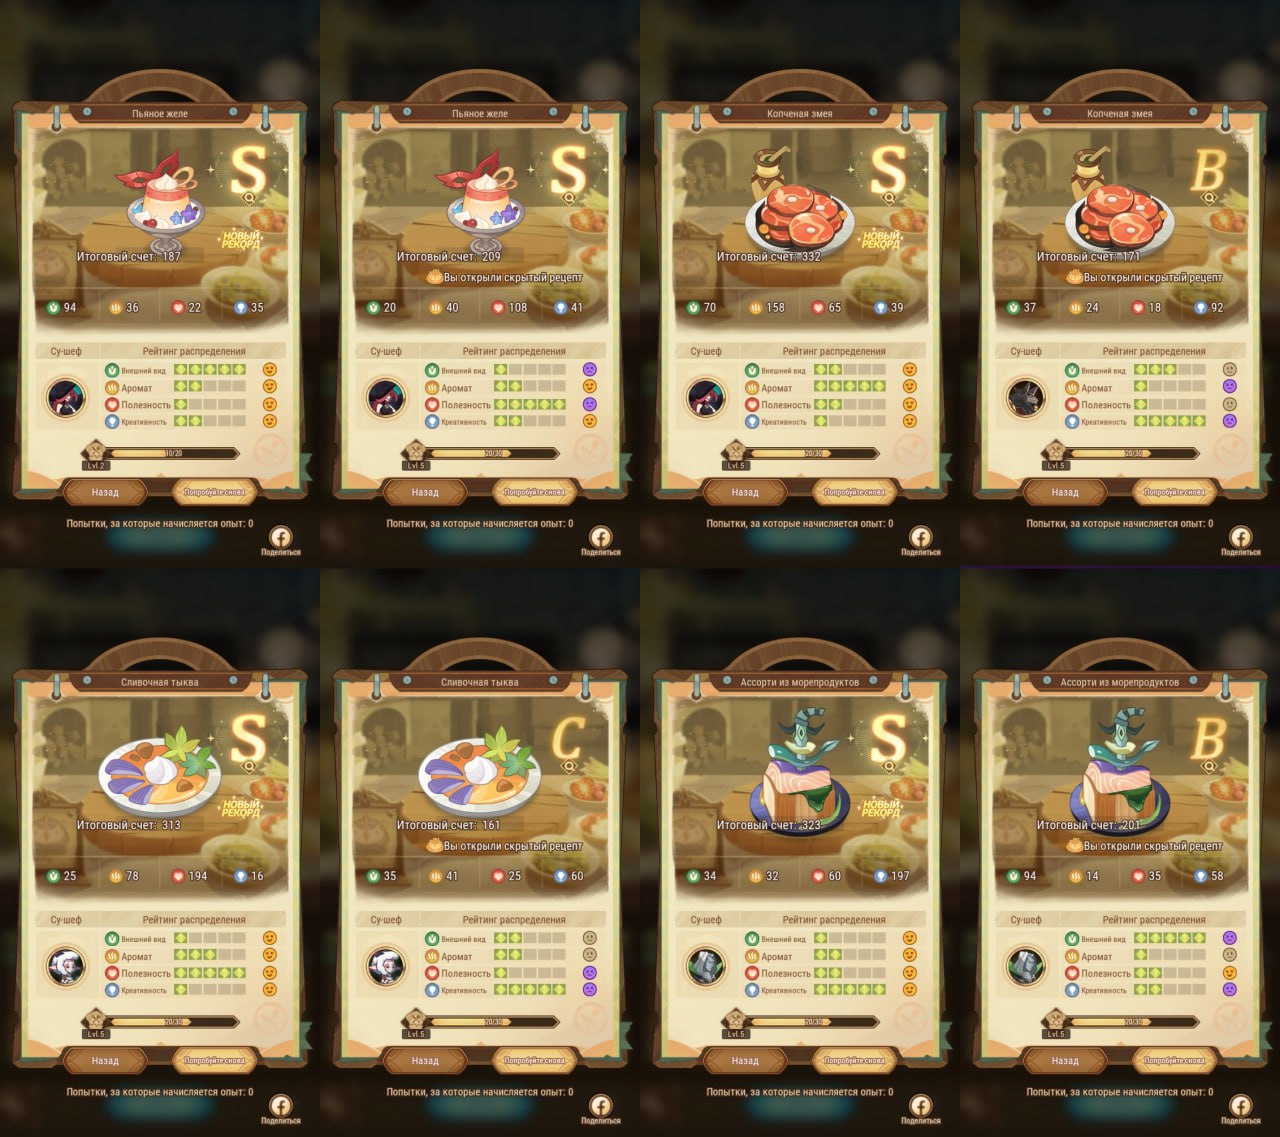 Пьяное желе
S
НОВЫЙ РЕКОРД
Итоговый счет: 187
94 36 22 35
Су-шеф Рейтинг распределения
Внешний вид
Аромат
Полезность
Креативность
10/20
Lvl.2
Назад Попробуйте снова
Попытки, за которые начисляется опыт: 0
Поделиться
Пьяное желе
S
Итоговый счет: 209
Вы открыли скрытый рецепт
20 40 108 41
Су-шеф Рейтинг распределения
Внешний вид
Аромат
Полезность
Креативность
20/30
Lvl.5
Назад Попробуйте снова
Попытки, за которые начисляется опыт: 0
Поделиться
Копченая змея
S
НОВЫЙ РЕКОРД
Итоговый счет: 332
70 158 65 39
Су-шеф Рейтинг распределения
Внешний вид
Аромат
Полезность
Креативность
20/30
Lvl.5
Назад Попробуйте снова
Попытки, за которые начисляется опыт: 0
Поделиться
Копченая змея
B
Итоговый счет: 171
Вы открыли скрытый рецепт
37 24 18 92
Су-шеф Рейтинг распределения
Внешний вид
Аромат
Полезность
Креативность
20/30
Lvl.5
Назад Попробуйте снова
Попытки, за которые начисляется опыт: 0
Поделиться
Сливочная тыква
S
НОВЫЙ РЕКОРД
Итоговый счет: 313
25 78 194 16
Су-шеф Рейтинг распределения
Внешний вид
Аромат
Полезность
Креативность
20/30
Lvl.5
Назад Попробуйте снова
Попытки, за которые начисляется опыт: 0
Поделиться
Сливочная тыква
C
Итоговый счет: 161
Вы открыли скрытый рецепт
35 41 25 60
Су-шеф Рейтинг распределения
Внешний вид
Аромат
Полезность
Креативность
20/30
Lvl.5
Назад Попробуйте снова
Попытки, за которые начисляется опыт: 0
Поделиться
Ассорти из морепродуктов
S
НОВЫЙ РЕКОРД
Итоговый счет: 323
34 32 60 197
Су-шеф Рейтинг распределения
Внешний вид
Аромат
Полезность
Креативность
20/30
Lvl.5
Назад Попробуйте снова
Попытки, за которые начисляется опыт: 0
Поделиться
Ассорти из морепродуктов
B
Итоговый счет: 201
Вы открыли скрытый рецепт
94 14 35 58
Су-шеф Рейтинг распределения
Внешний вид
Аромат
Полезность
Креативность
20/30
Lvl.5
Назад Попробуйте снова
Попытки, за которые начисляется опыт: 0
Поделиться